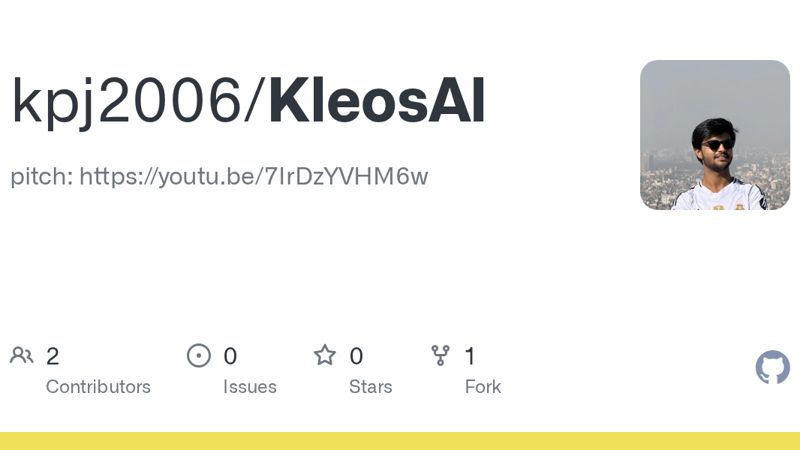 kpj2006/KleosAI
pitch: https://youtu.be/7IrDzYVHM6w
2 0 0 1
Contributors Issues Stars Fork